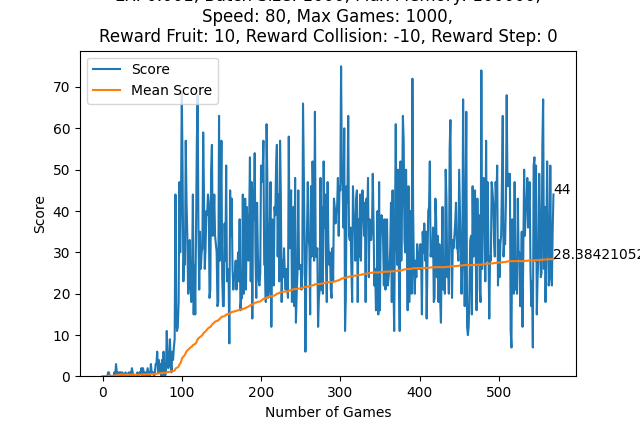 Speed: 80, Max Games: 1000,
Reward Fruit: 10, Reward Collision: -10, Reward Step: 0
Score
Mean Score
70
60
50
40
30
20
10
0
Score
44
28.38421052
0
100
200
300
400
500
Number of Games